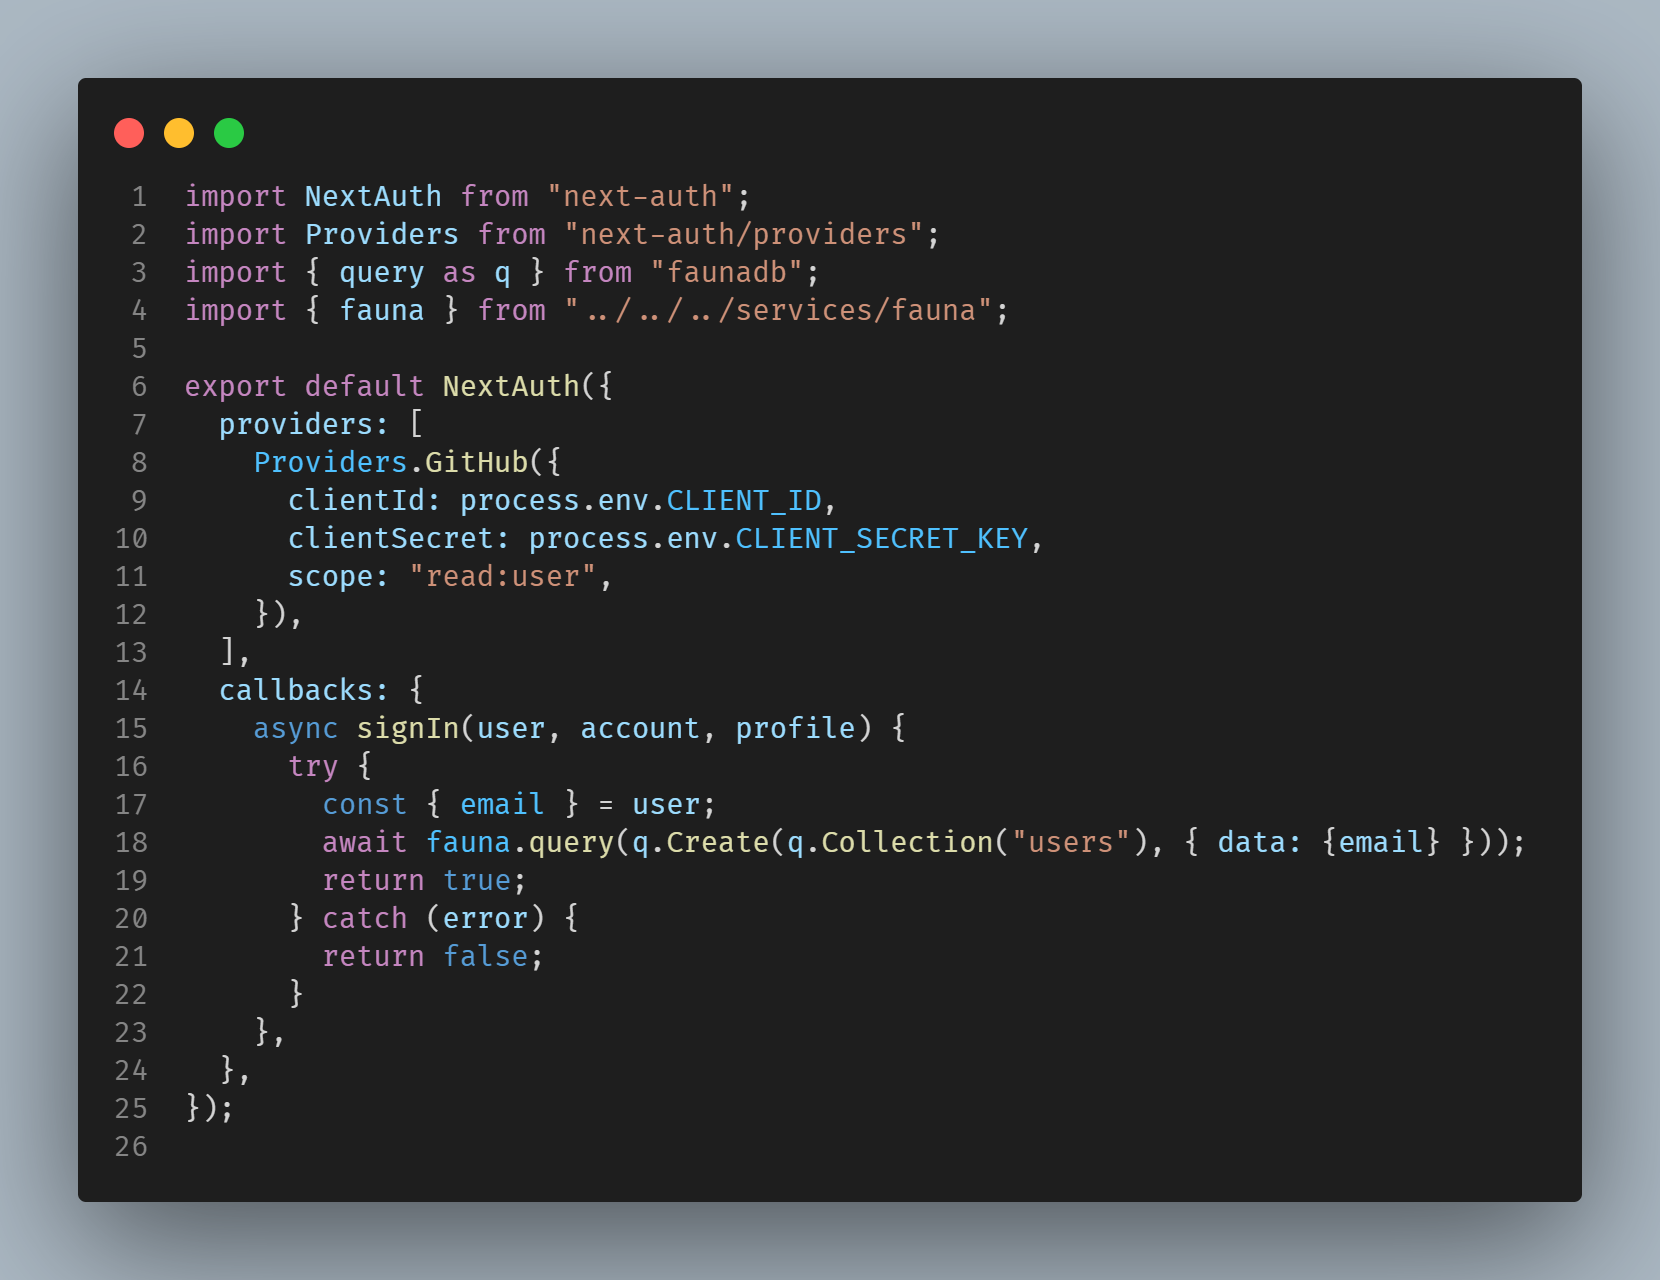 1 import NextAuth from "next-auth";
2 import Providers from "next-auth/providers";
3 import { query as q } from "faunadb";
4 import { fauna } from "../../../services/fauna";
5
6 export default NextAuth({
7   providers: [
8     Providers.GitHub({
9       clientId: process.env.CLIENT_ID,
10       clientSecret: process.env.CLIENT_SECRET_KEY,
11       scope: "read:user",
12     }),
13   ],
14   callbacks: {
15     async signIn(user, account, profile) {
16       try {
17         const { email } = user;
18         await fauna.query(q.Create(q.Collection("users"), { data: {email} }));
19         return true;
20       } catch (error) {
21         return false;
22       }
23     },
24   },
25 });
26